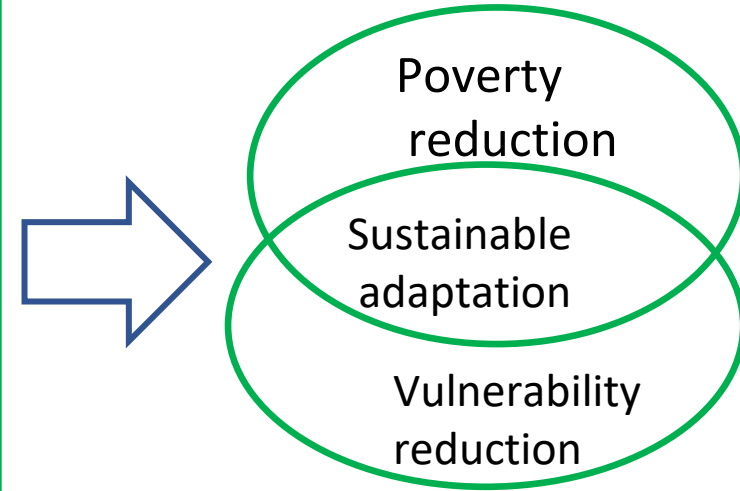 Poverty
reduction
Sustainable
adaptation
Vulnerability
reduction